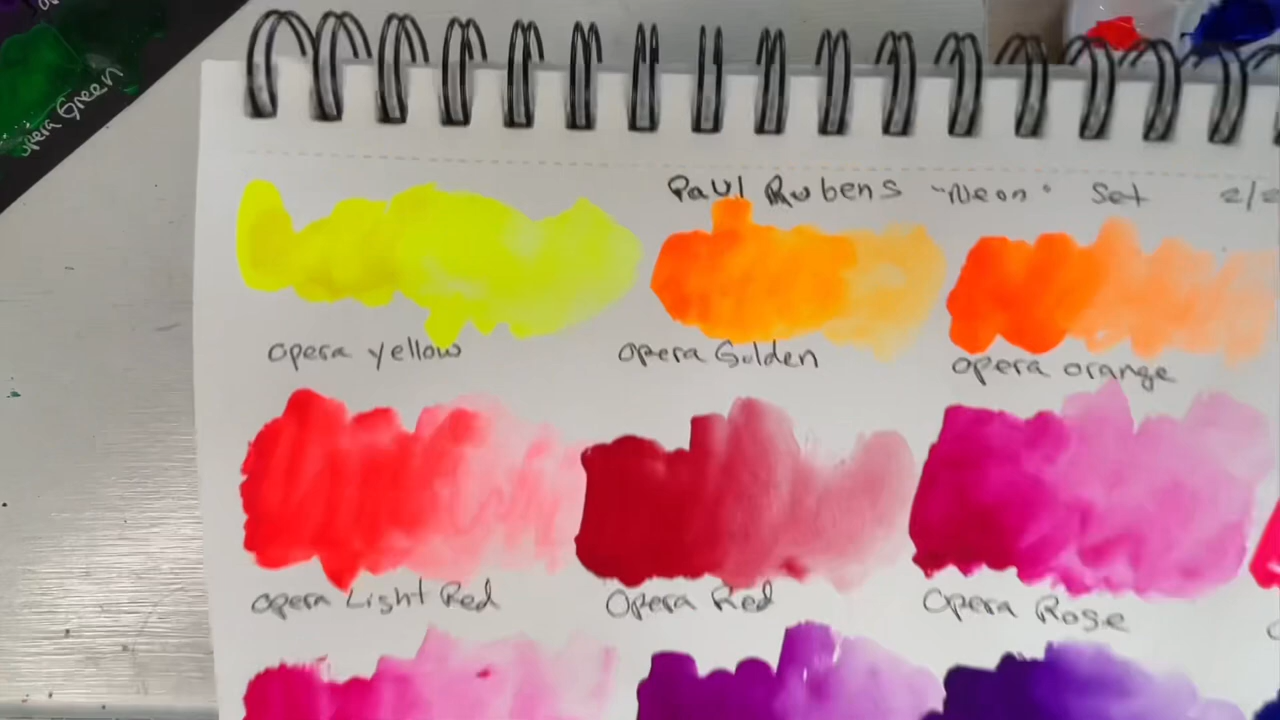 opera Green
Paul Rubens "Neon" Set
opera yellow
opera Golden
opera orange
opera Light Red
Opera Red
Opera Rose